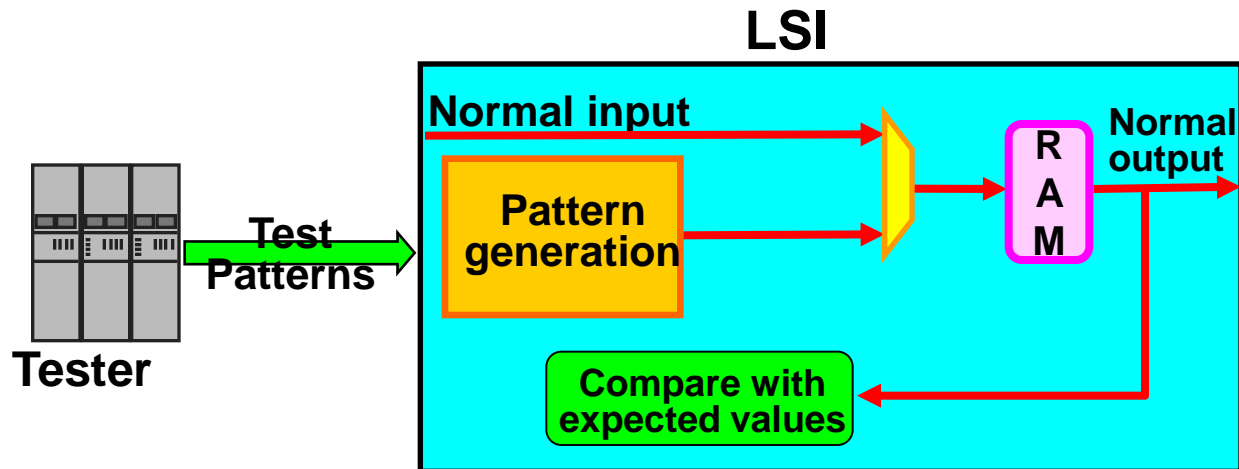 LSI
Normal input
Normal
output
R
A
M
Pattern
generation
Test
Patterns
Tester
Compare with
expected values